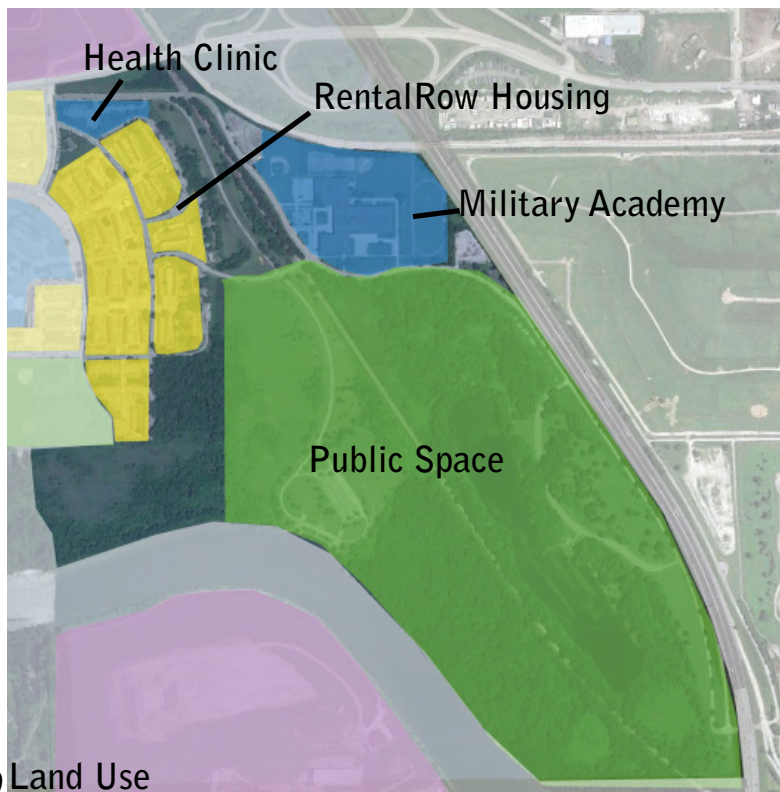 Health Clinic
RentalRow Housing
Military Academy
Public Space
Land Use